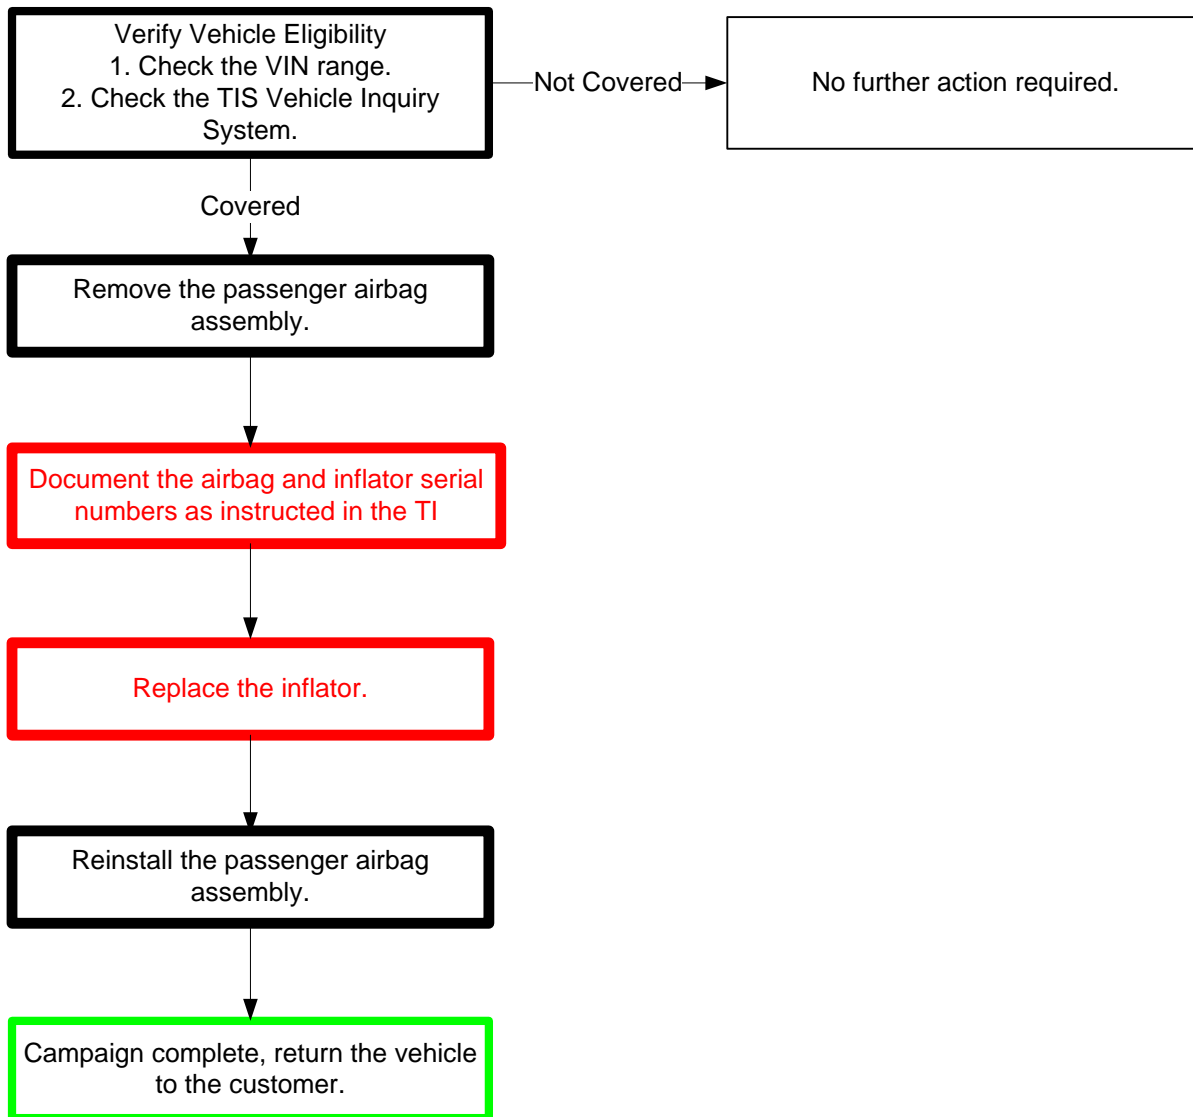 Verify Vehicle Eligibility
1. Check the VIN range.
2. Check the TIS Vehicle Inquiry
System.
Not Covered
No further action required.
Covered
Remove the passenger airbag
assembly.
Document the airbag and inflator serial
numbers as instructed in the TI
Replace the inflator.
Reinstall the passenger airbag
assembly.
Campaign complete, return the vehicle
to the customer.